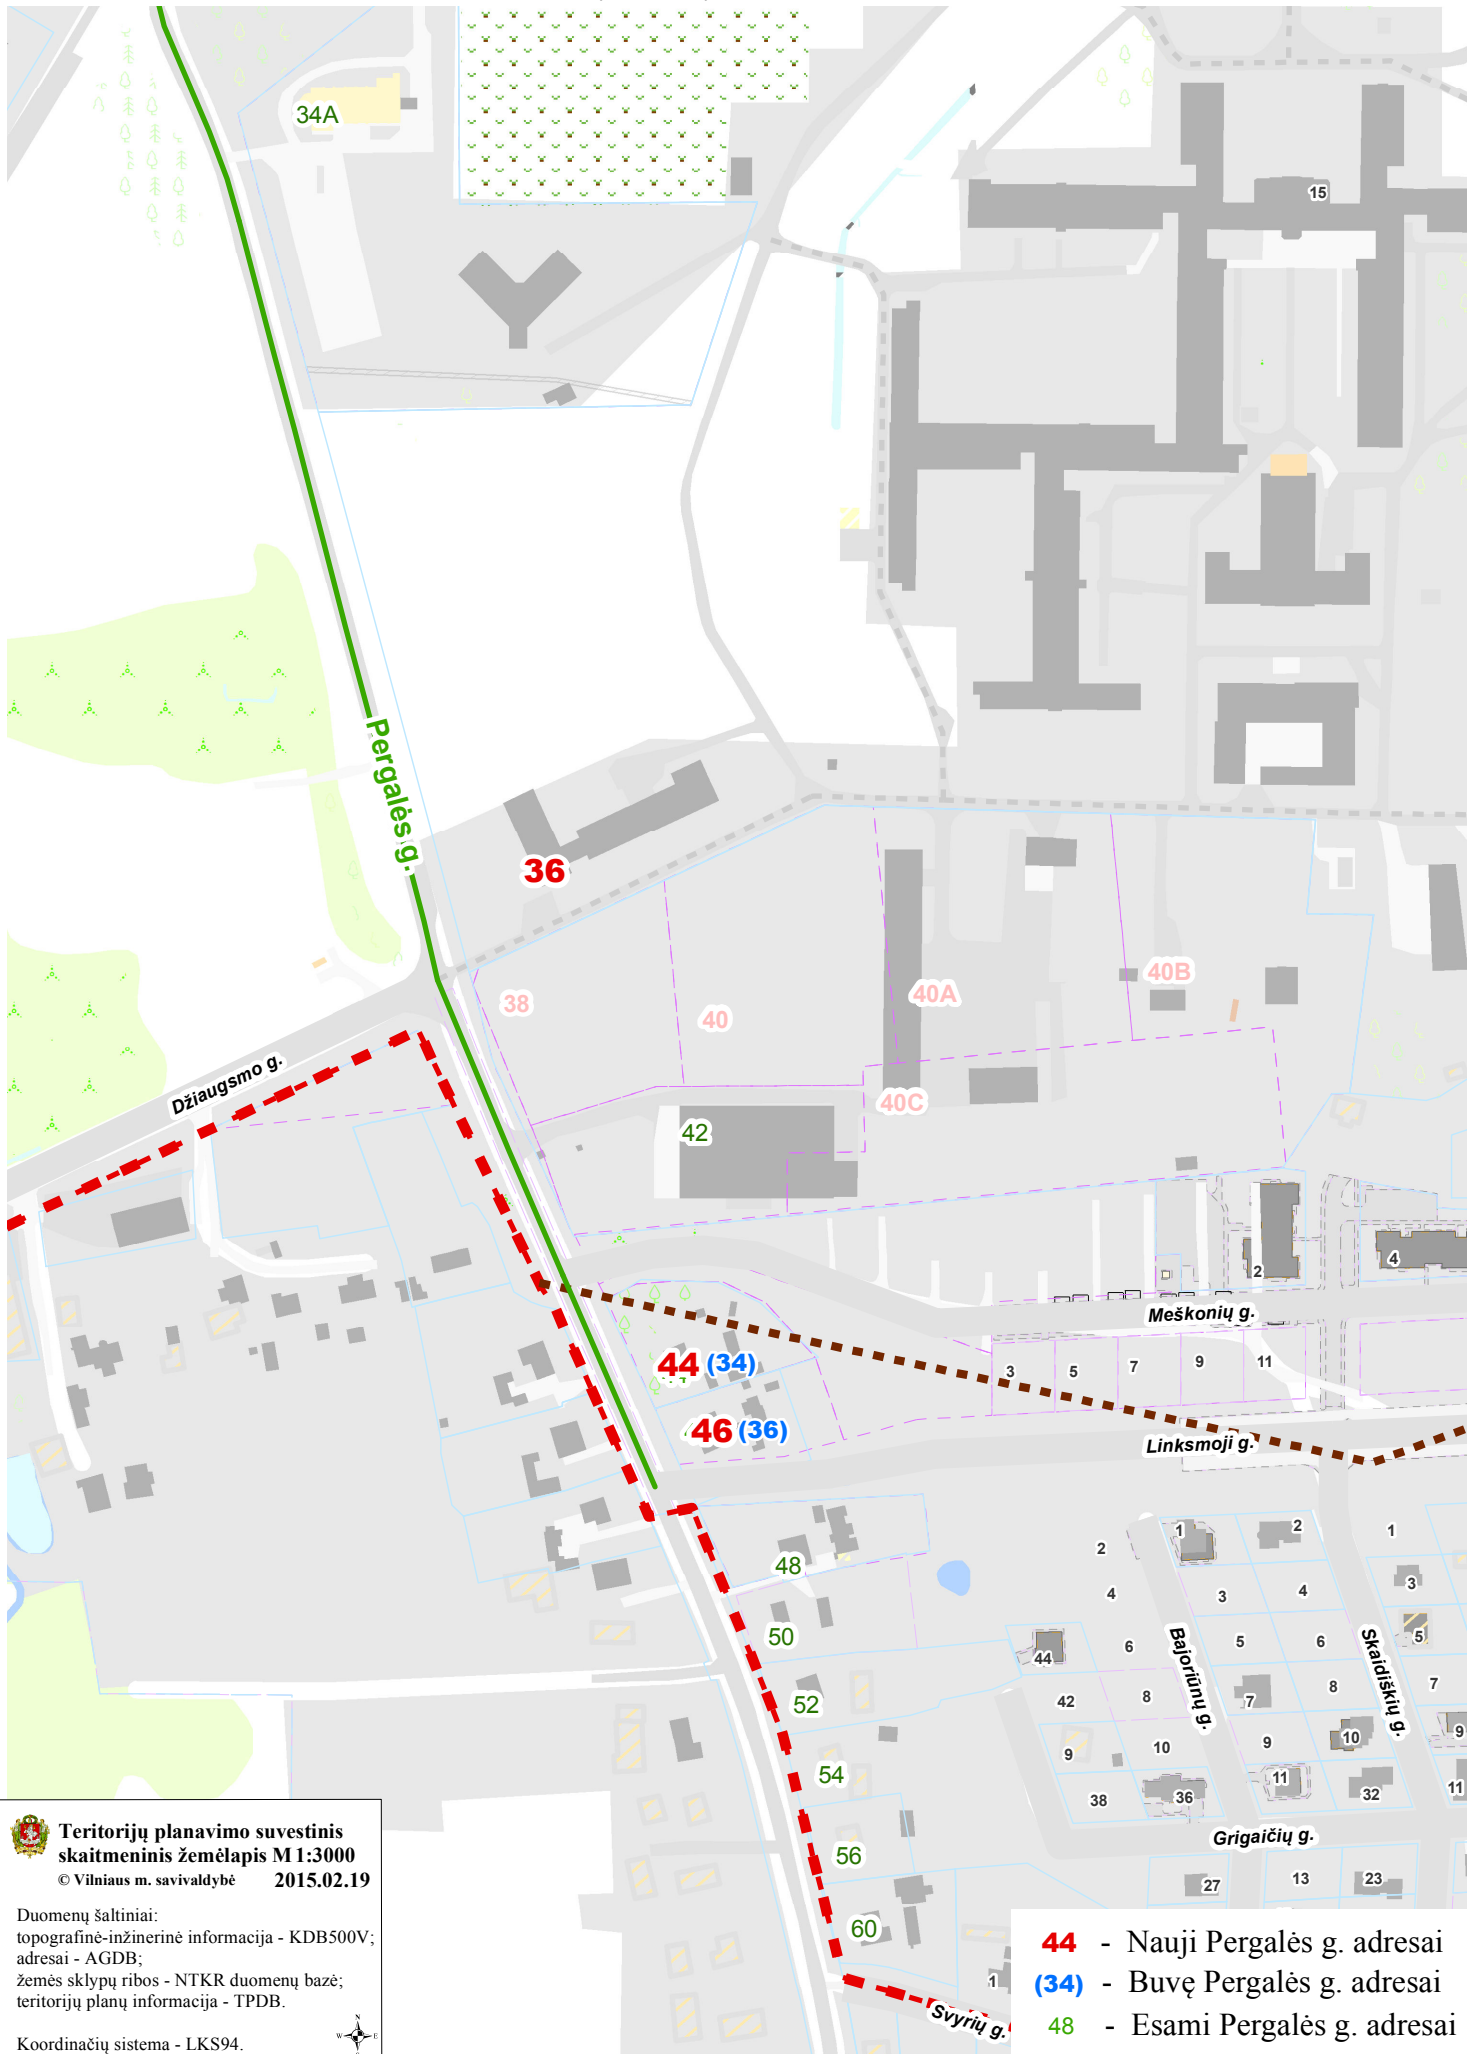 34A
15
Pergalės g.
36
38
40
40A
40B
Džiaugsmo g.
40C
42
2
4
Meškonių g.
44 (34)
3
5
7
9
11
46 (36)
Linksmoji g.
48
2
1
2
1
4
3
4
3
50
44
6
5
6
5
Bajoriūnų g.
Skaidiškių g.
52
42
8
7
8
7
9
10
9
10
9
54
38
36
11
32
11
Grigaičių g.
56
27
13
23
60
1
Svyrių g.
Teritorijų planavimo suvestinis
skaitmeninis žemėlapis M 1:3000
© Vilniaus m. savivaldybė 2015.02.19
Duomenų šaltiniai:
topografinė-inžinerinė informacija - KDB500V;
adresai - AGDB;
žemės sklypų ribos - NTKR duomenų bazė;
teritorijų planų informacija - TPDB.
Koordinačių sistema - LKS94.
N
W E
44 - Nauji Pergalės g. adresai
(34) - Buvę Pergalės g. adresai
48 - Esami Pergalės g. adresai